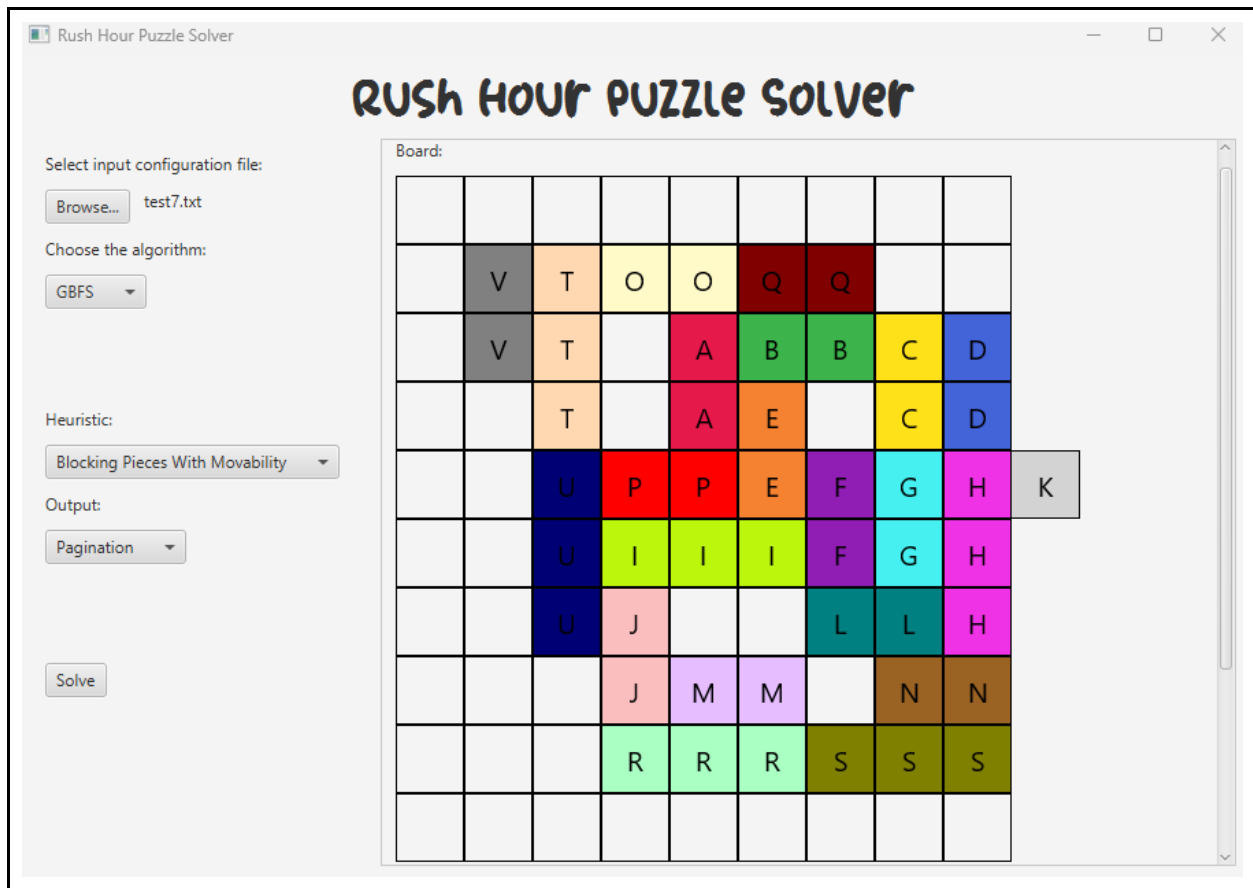 Rush Hour Puzzle Solver
Rush Hour Puzzle Solver
Select input configuration file:
Browse... test7.txt
Choose the algorithm:
GBFS
Heuristic:
Blocking Pieces With Movability
Output:
Pagination
Solve
Board:
V T O O Q Q
V T A B B C D
T A E C D
U P P E F G H K
U I I I F G H
U J L L H
J M M N N
R R R S S S